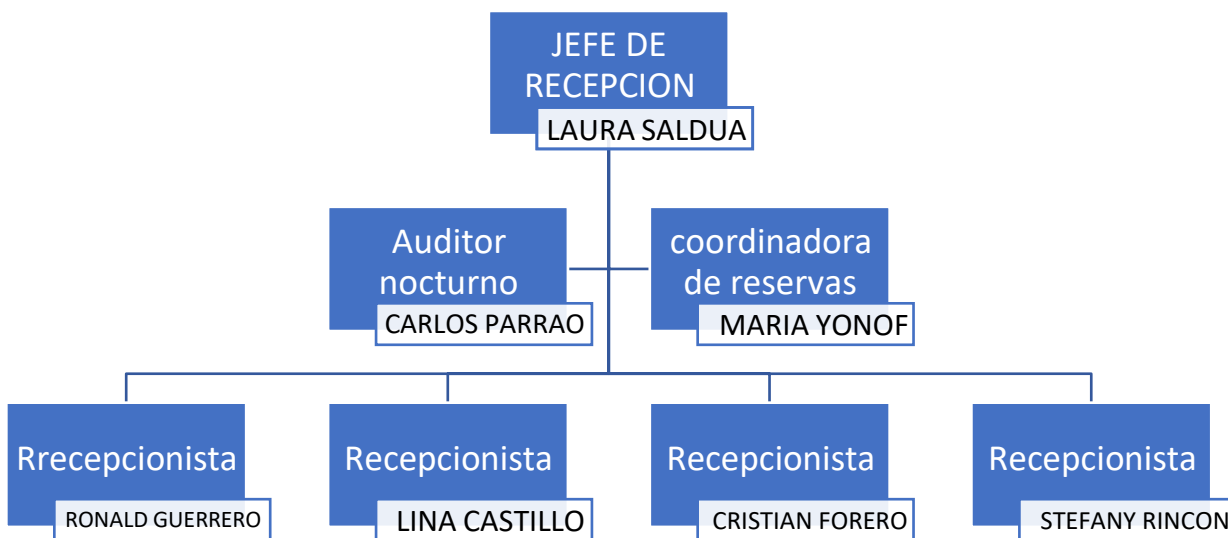 JEFE DE
RECEPCION
LAURA SALDUA
Auditor
nocturno
CARLOS PARRAO
coordinadora
de reservas
MARIA YONOF
Rrecepcionista
RONALD GUERRERO
Recepcionista
LINA CASTILLO
Recepcionista
CRISTIAN FORERO
Recepcionista
STEFANY RINCON